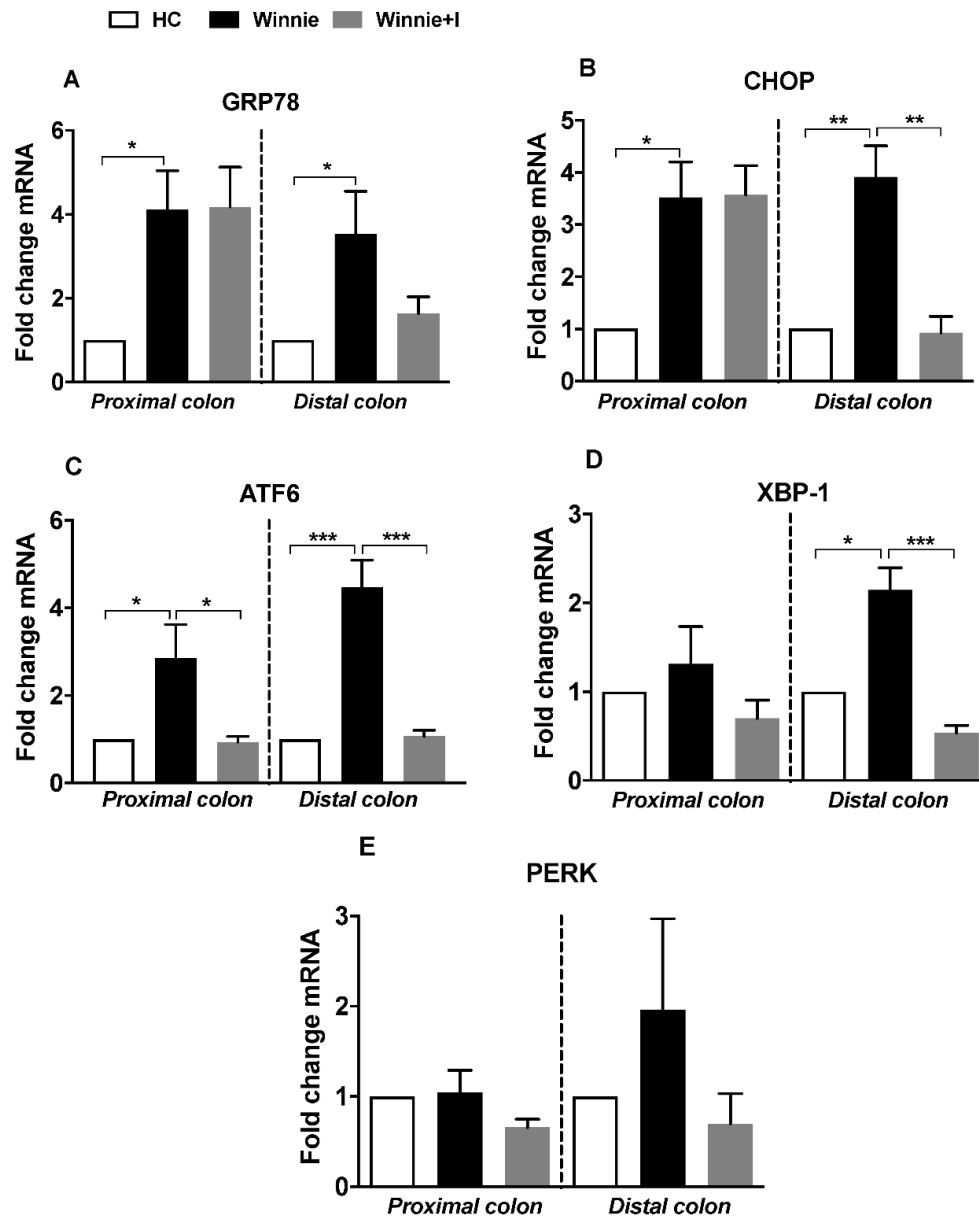 HC Winnie Winnie+I
A
GRP78
Fold change mRNA
6
4
2
0
*
*
Proximal colon Distal colon
B
CHOP
Fold change mRNA
5
4
3
2
1
0
*
** **
Proximal colon Distal colon
C
ATF6
Fold change mRNA
6
4
2
0
* *
*** ***
Proximal colon Distal colon
D
XBP-1
Fold change mRNA
3
2
1
0
* ***
Proximal colon Distal colon
E
PERK
Fold change mRNA
3
2
1
0
Proximal colon Distal colon